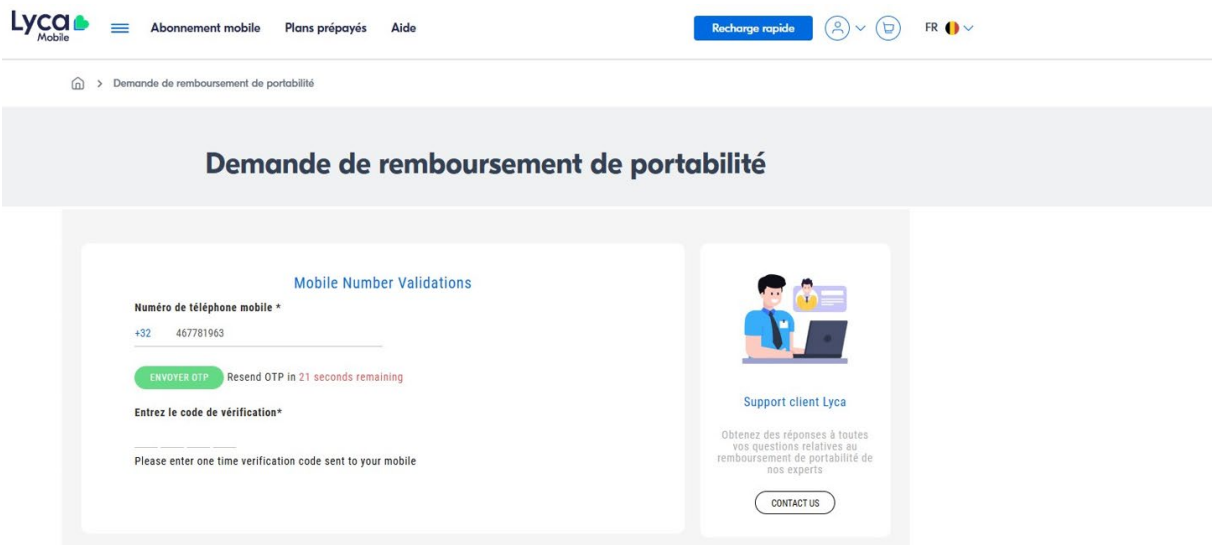 Lyca
Mobile
Abonnement mobile Plans prépayés Aide Recharge rapide FR
> Demande de remboursement de portabilité
Demande de remboursement de portabilité
Mobile Number Validations
Numéro de téléphone mobile *
+32 467781963
ENVOYER OTP Resend OTP in 21 seconds remaining
Entrez le code de vérification*
Please enter one time verification code sent to your mobile
Support client Lyca
Obtenez des réponses à toutes
vos questions relatives au
remboursement de portabilité de
nos experts
CONTACT US